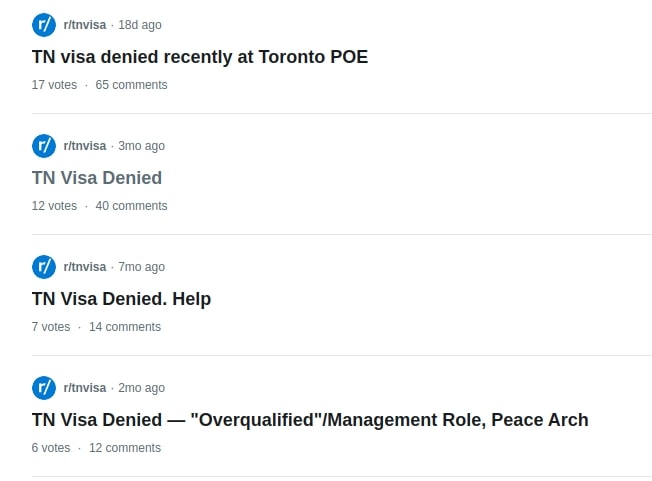 r/ r/tnvisa · 18d ago
TN visa denied recently at Toronto POE
17 votes · 65 comments
r/ r/tnvisa · 3mo ago
TN Visa Denied
12 votes · 40 comments
r/ r/tnvisa · 7mo ago
TN Visa Denied. Help
7 votes · 14 comments
r/ r/tnvisa · 2mo ago
TN Visa Denied — "Overqualified"/Management Role, Peace Arch
6 votes · 12 comments